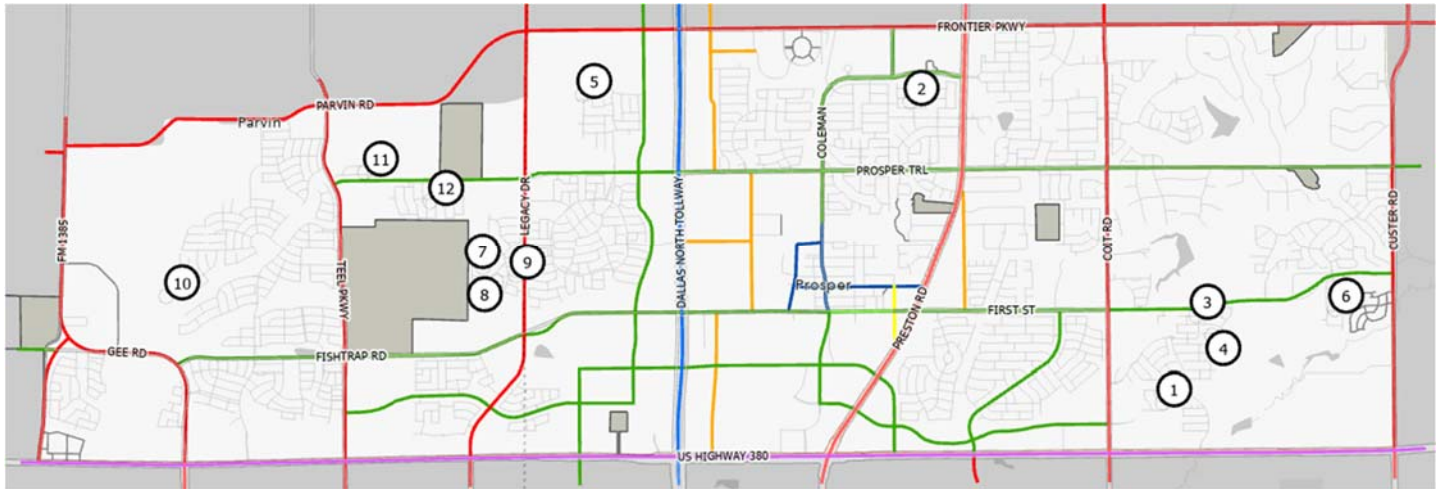 FRONTIER PKWY
5
2
PARVIN RD
Parvin
COLEMAN
11
PROSPER TRL
12
LEGACY DR
DALLAS NORTH TOLLWAY
FM 1385
TEEL PKWY
7
9
COIT RD
CUSTER RD
10
8
Prosper
PRESTON RD
FIRST ST
3
6
GEE RD
FISHTRAP RD
4
1
US HIGHWAY 380